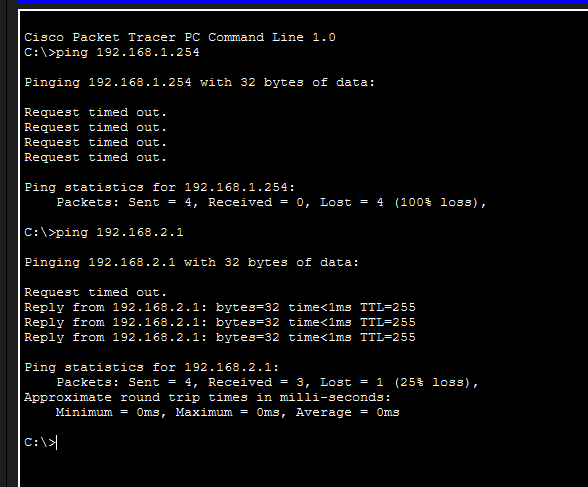 Cisco Packet Tracer PC Command Line 1.0
C:\>ping 192.168.1.254
Pinging 192.168.1.254 with 32 bytes of data:
Request timed out.
Request timed out.
Request timed out.
Request timed out.
Ping statistics for 192.168.1.254:
    Packets: Sent = 4, Received = 0, Lost = 4 (100% loss),
C:\>ping 192.168.2.1
Pinging 192.168.2.1 with 32 bytes of data:
Request timed out.
Reply from 192.168.2.1: bytes=32 time<1ms TTL=255
Reply from 192.168.2.1: bytes=32 time<1ms TTL=255
Reply from 192.168.2.1: bytes=32 time<1ms TTL=255
Ping statistics for 192.168.2.1:
    Packets: Sent = 4, Received = 3, Lost = 1 (25% loss),
Approximate round trip times in milli-seconds:
    Minimum = 0ms, Maximum = 0ms, Average = 0ms
C:\>